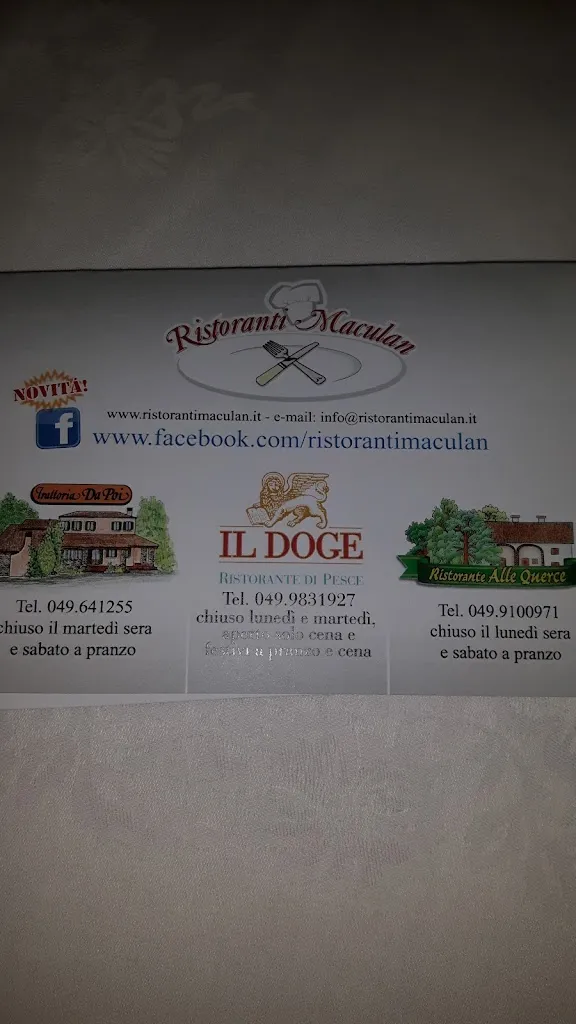 Ristoranti Maculan
NOVITÁ!
f
www.ristorantimaculan.it - e-mail: info@ristorantimaculan.it
www.facebook.com/ristorantimaculan
Trattoria Da Poi
Tel. 049.641255
chiuso il martedì sera
e sabato a pranzo
IL DOGE
RISTORANTE DI PESCE
Tel. 049.9831927
chiuso lunedì e martedì,
aperto solo cena e
festivi a pranzo e cena
Ristorante Alle Querce
Tel. 049.9100971
chiuso il lunedì sera
e sabato a pranzo